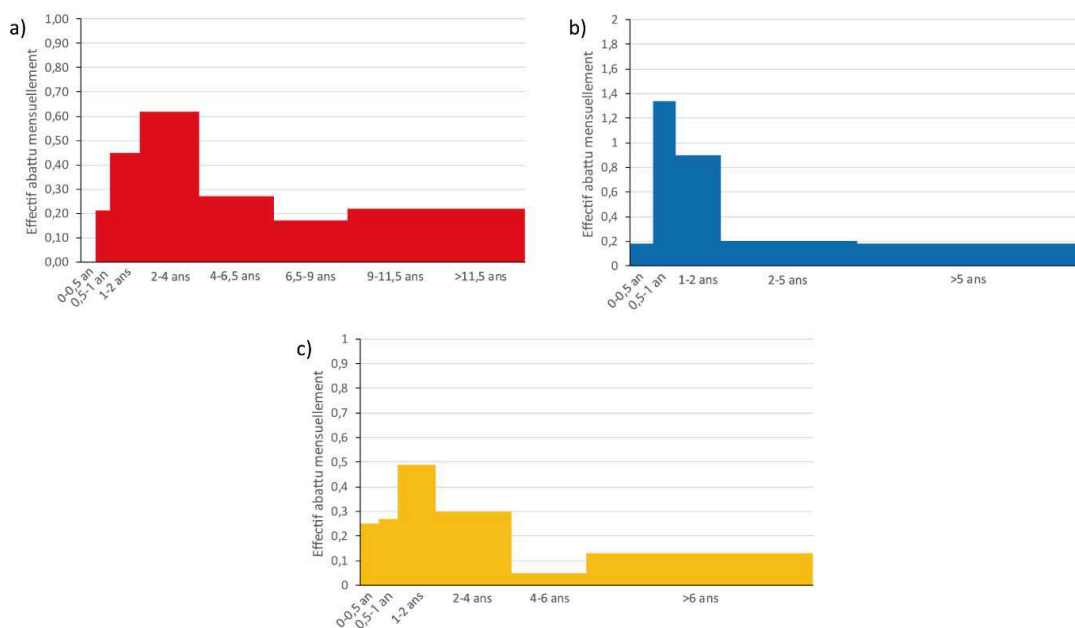 a)
Effectif abattu mensuellement
1,00
0,90
0,80
0,70
0,60
0,50
0,40
0,30
0,20
0,10
0,00
0-0,5 an
0,5-1 an
1-2 ans
2-4 ans
4-6,5 ans
6,5-9 ans
9-11,5 ans
>11,5 ans
b)
Effectif abattu mensuellement
2
1,8
1,6
1,4
1,2
1
0,8
0,6
0,4
0,2
0
0-0,5 an
0,5-1 an
1-2 ans
2-5 ans
>5 ans
c)
Effectif abattu mensuellement
1
0,9
0,8
0,7
0,6
0,5
0,4
0,3
0,2
0,1
0
0-0,5 an
0,5-1 an
1-2 ans
2-4 ans
4-6 ans
>6 ans